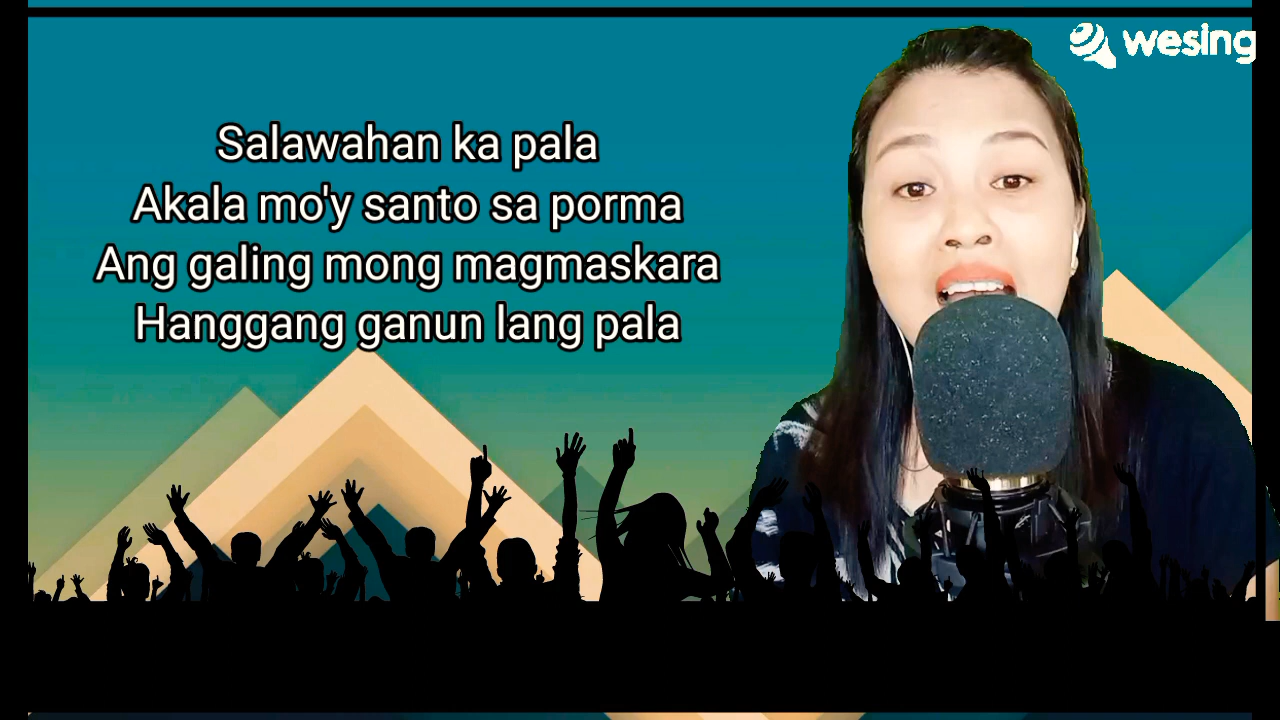 wesing
Salawahan ka pala
Akala mo'y santo sa porma
Ang galing mong magmaskara
Hanggang ganun lang pala